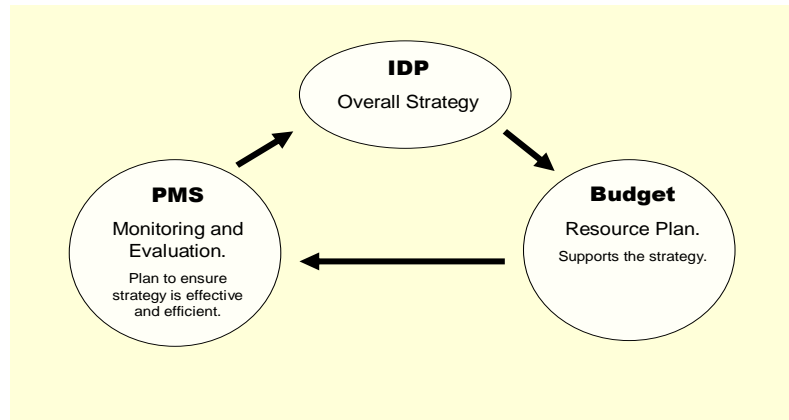 IDP
Overall Strategy
PMS
Monitoring and
Evaluation.
Plan to ensure
strategy is effective
and efficient.
Budget
Resource Plan.
Supports the strategy.